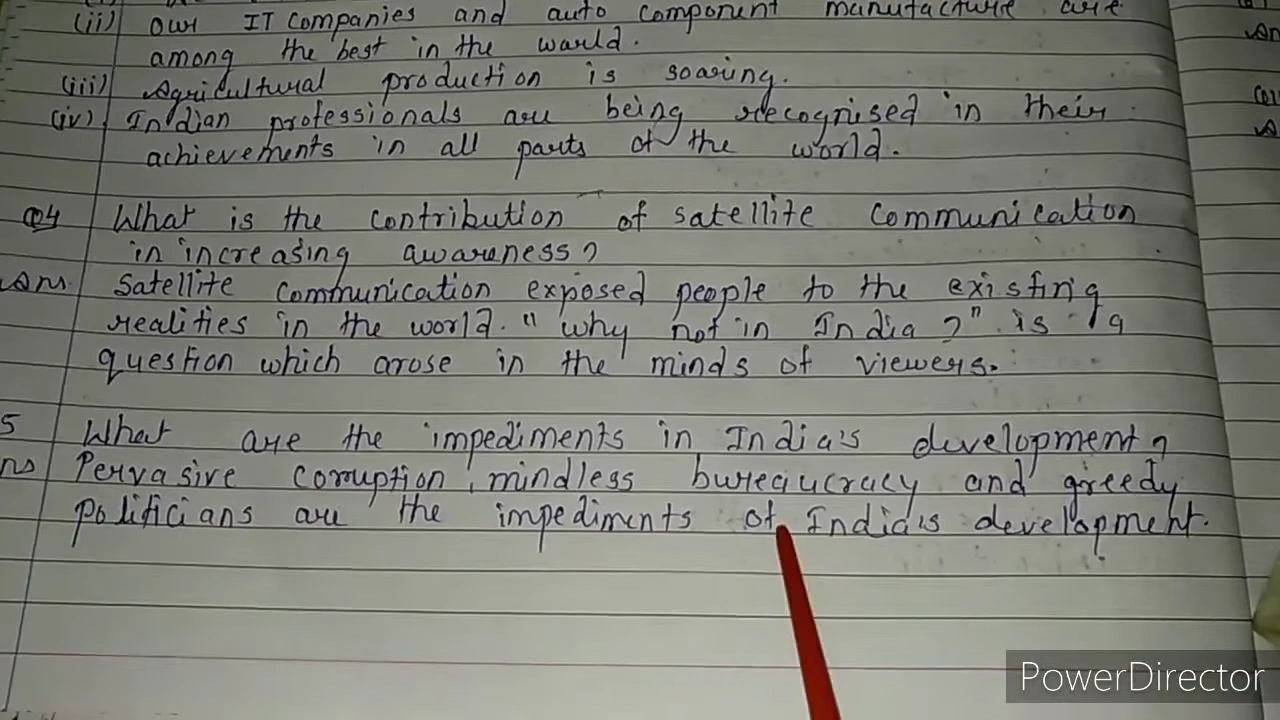 (ii) our IT companies and auto component manufacture are
among the best in the world.
(iii) Agricultural production is soaring.
(iv) Indian professionals are being recognised in their
achievements in all parts of the world.
Q4 What is the contribution of satellite communication
in increasing awareness?
Ans Satellite communication exposed people to the existing
realities in the world. "why not in India?" is a
question which arose in the minds of viewers.
5 What are the impediments in India's development?
ns Pervasive corruption, mindless bureaucracy and greedy
politicians are the impediments of India's development.
PowerDirector